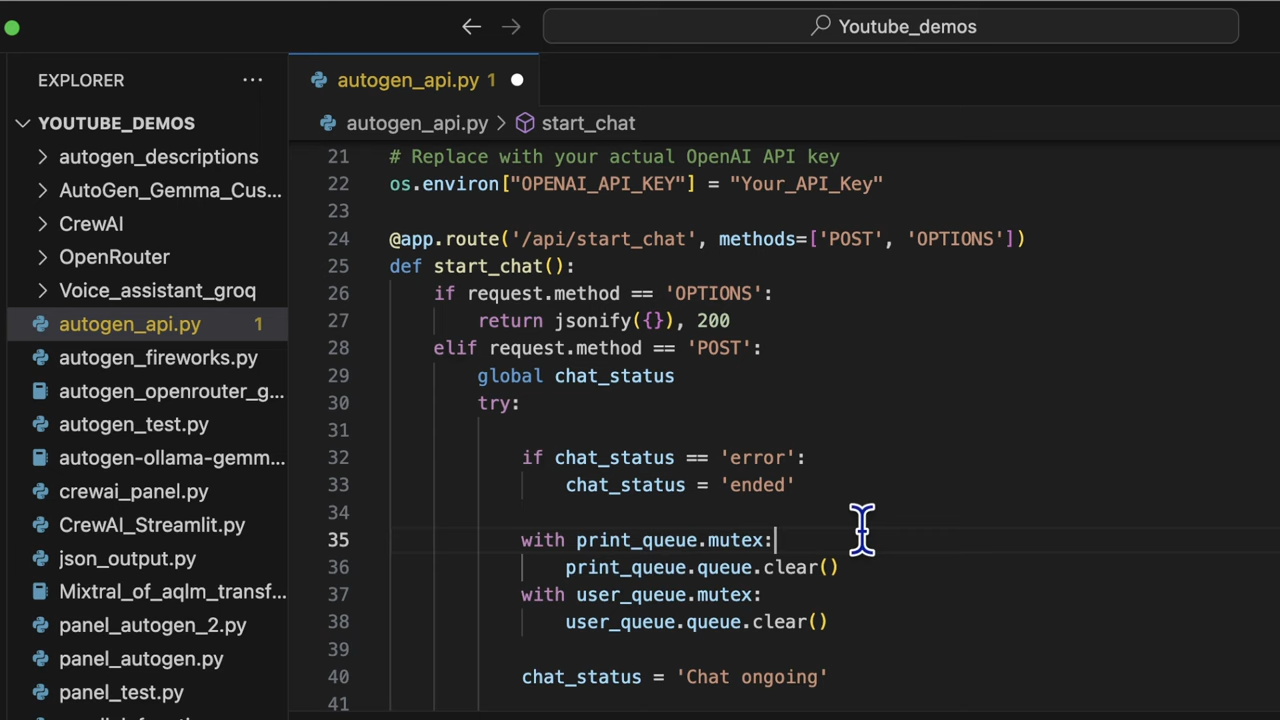 Youtube_demos
EXPLORER
autogen_api.py 1
YOUTUBE_DEMOS
autogen_api.py > start_chat
autogen_descriptions
AutoGen_Gemma_Cus...
CrewAI
OpenRouter
Voice_assistant_groq
autogen_api.py 1
autogen_fireworks.py
autogen_openrouter_g...
autogen_test.py
autogen-ollama-gemm...
crewai_panel.py
CrewAI_Streamlit.py
json_output.py
Mixtral_of_aqlm_transf...
panel_autogen_2.py
panel_autogen.py
panel_test.py
21 # Replace with your actual OpenAI API key
22 os.environ["OPENAI_API_KEY"] = "Your_API_Key"
23
24 @app.route('/api/start_chat', methods=['POST', 'OPTIONS'])
25 def start_chat():
26 if request.method == 'OPTIONS':
27 return jsonify({}), 200
28 elif request.method == 'POST':
29 global chat_status
30 try:
31
32 if chat_status == 'error':
33 chat_status = 'ended'
34
35 with print_queue.mutex:
36 print_queue.queue.clear()
37 with user_queue.mutex:
38 user_queue.queue.clear()
39
40 chat_status = 'Chat ongoing'
41